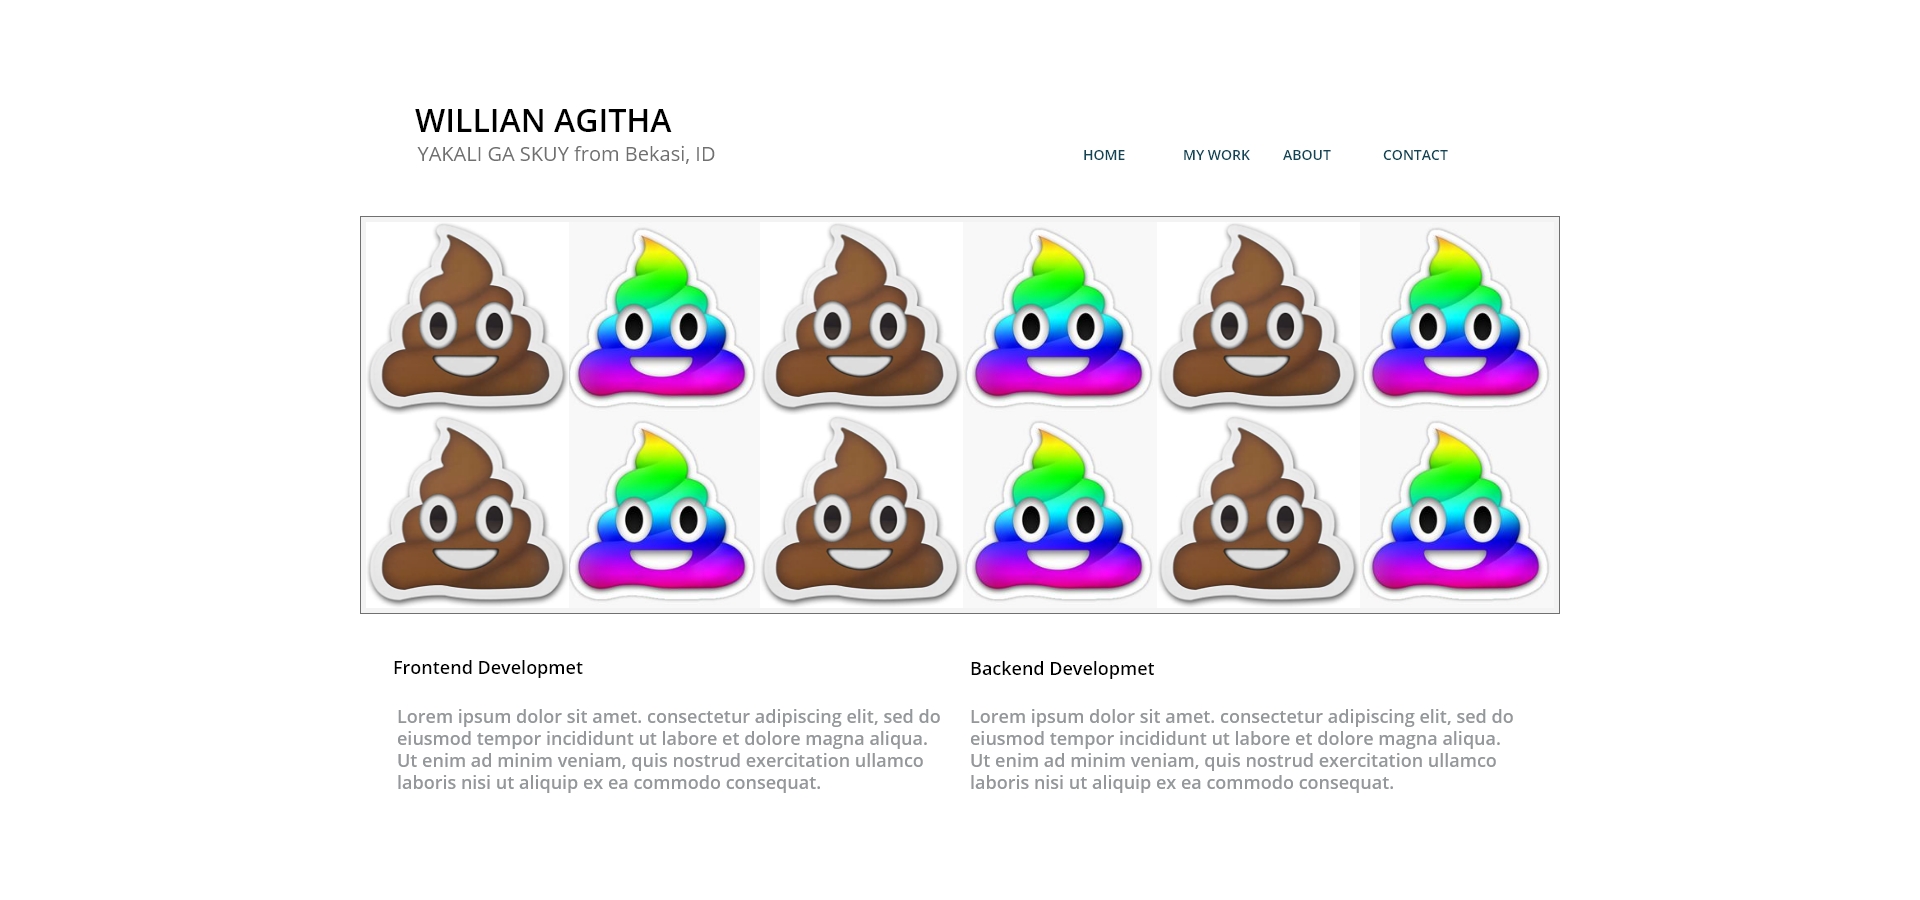 WILLIAN AGITHA
YAKALI GA SKUY from Bekasi, ID
HOME MY WORK ABOUT CONTACT
Frontend Developmet
Lorem ipsum dolor sit amet. consectetur adipiscing elit, sed do
eiusmod tempor incididunt ut labore et dolore magna aliqua.
Ut enim ad minim veniam, quis nostrud exercitation ullamco
laboris nisi ut aliquip ex ea commodo consequat.
Backend Developmet
Lorem ipsum dolor sit amet. consectetur adipiscing elit, sed do
eiusmod tempor incididunt ut labore et dolore magna aliqua.
Ut enim ad minim veniam, quis nostrud exercitation ullamco
laboris nisi ut aliquip ex ea commodo consequat.